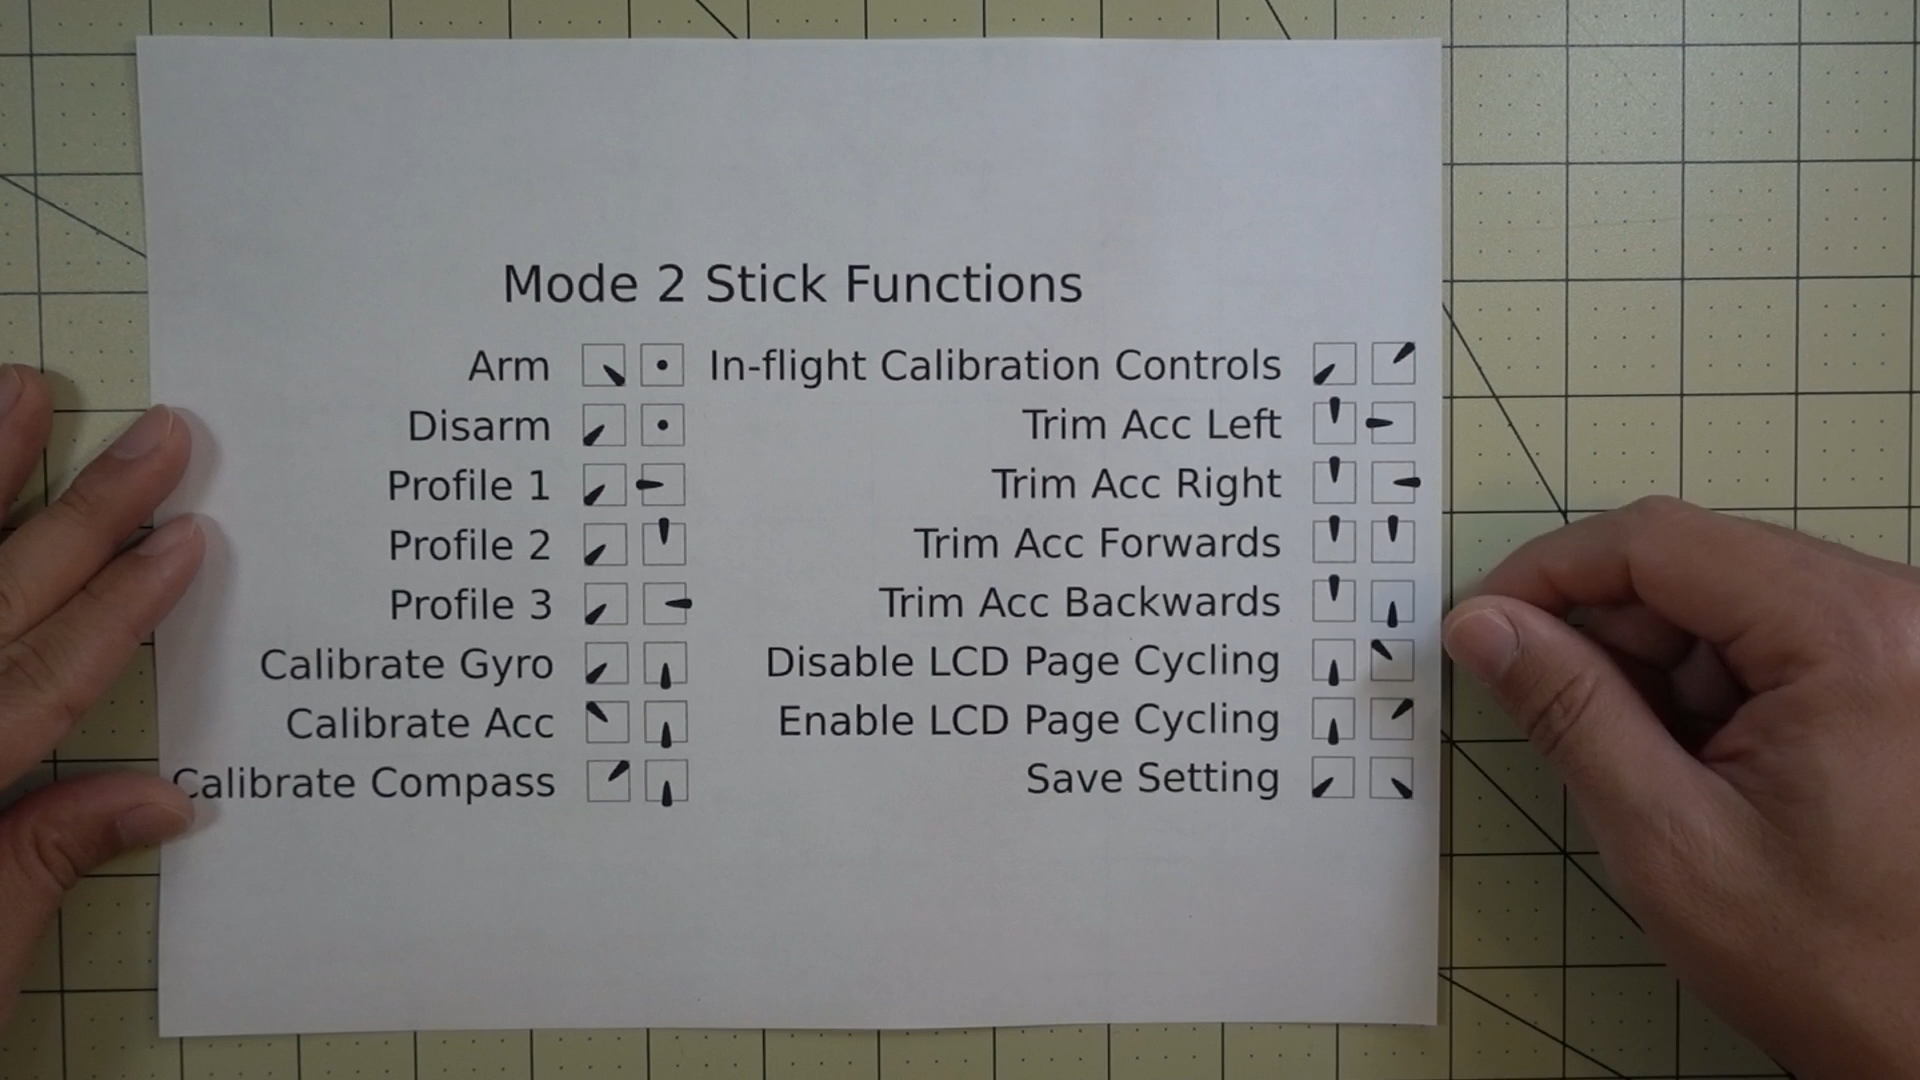 Mode 2 Stick Functions
Arm
Disarm
Profile 1
Profile 2
Profile 3
Calibrate Gyro
Calibrate Acc
Calibrate Compass
In-flight Calibration Controls
Trim Acc Left
Trim Acc Right
Trim Acc Forwards
Trim Acc Backwards
Disable LCD Page Cycling
Enable LCD Page Cycling
Save Setting